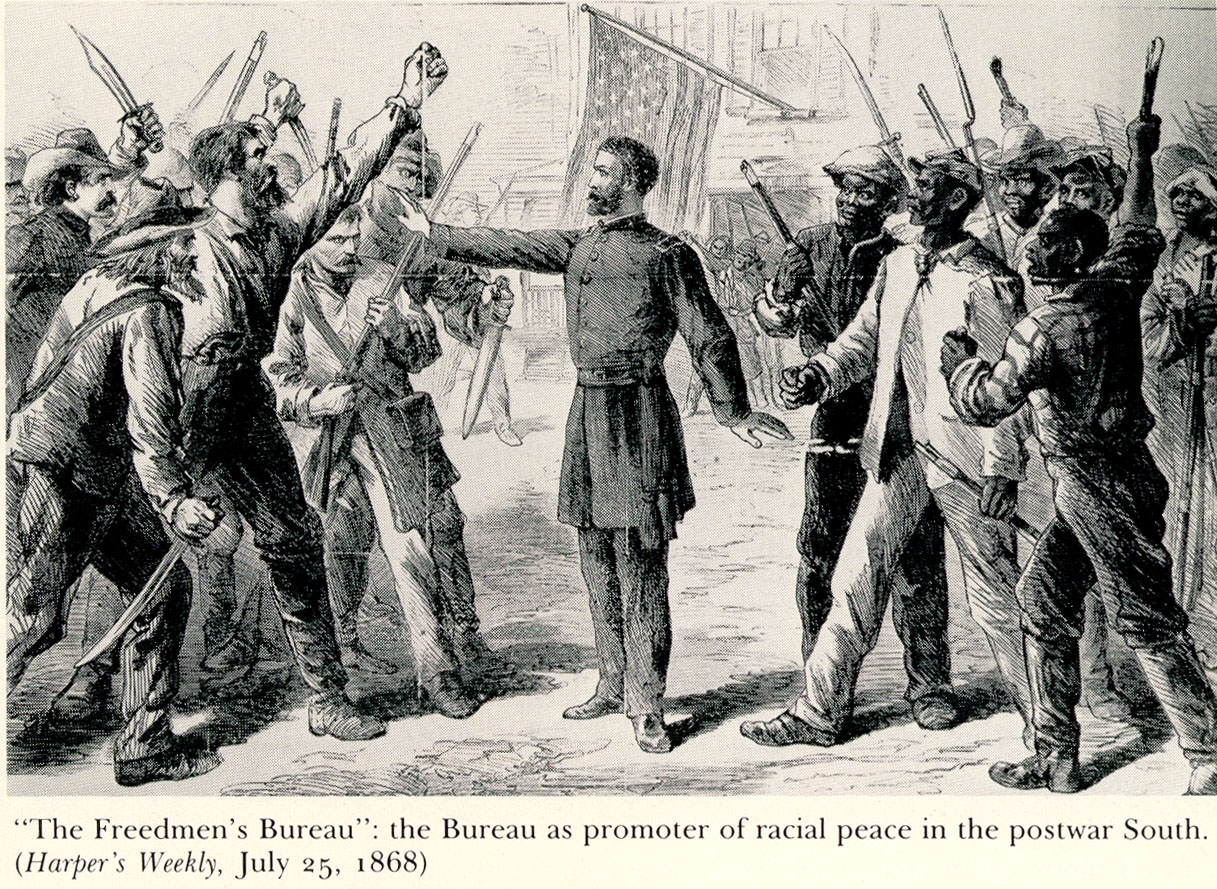 “The Freedmen’s Bureau”: the Bureau as promoter of racial peace in the postwar South.
(Harper’s Weekly, July 25, 1868)